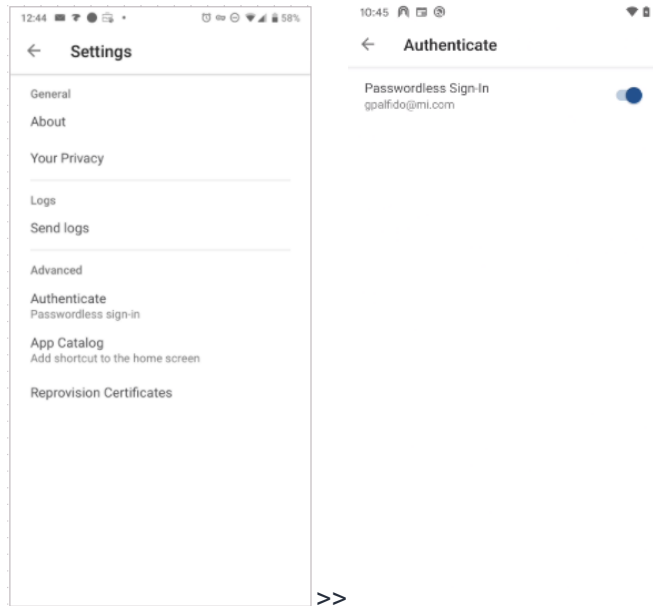 12:44
58%
Settings
General
About
Your Privacy
Logs
Send logs
Advanced
Authenticate
Passwordless sign-in
App Catalog
Add shortcut to the home screen
Reprovision Certificates
>>
10:45
Authenticate
Passwordless Sign-In
gpalfido@mi.com